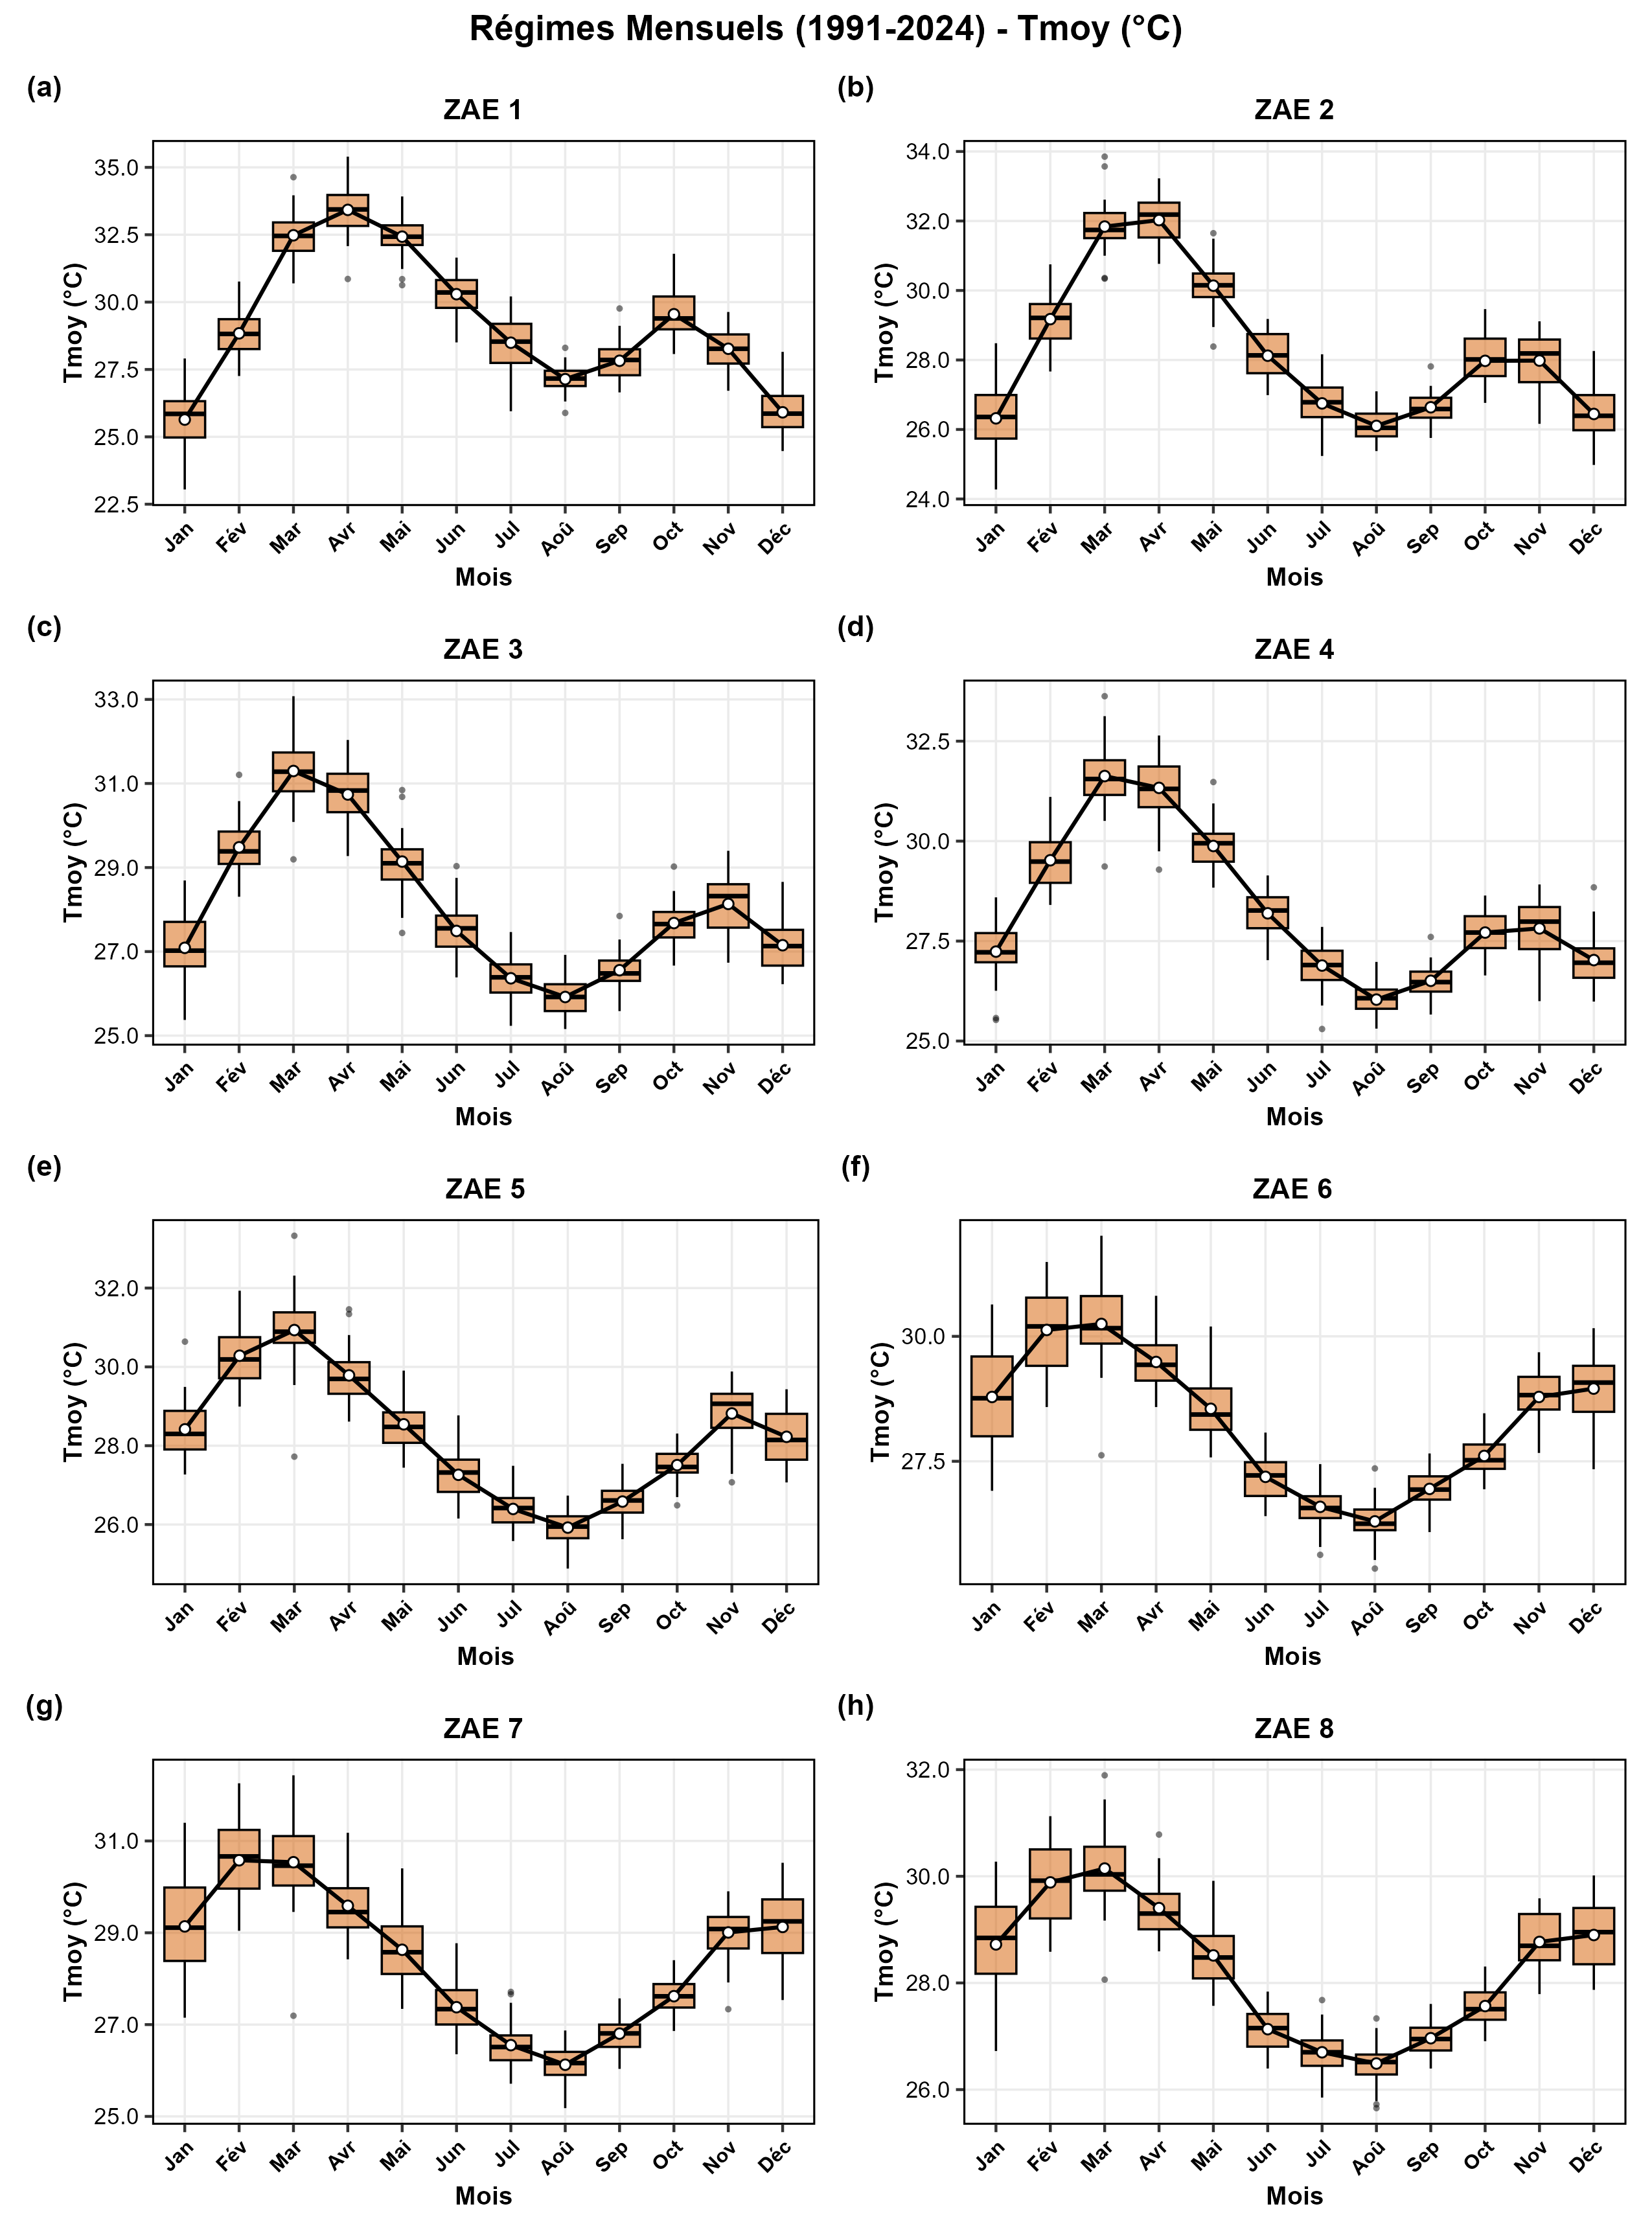 Régimes Mensuels (1991-2024) - Tmoy (°C)
(a)
ZAE 1
Tmoy (°C)
35.0
32.5
30.0
27.5
25.0
22.5
Jan Fév Mar Avr Mai Jun Jul Aoû Sep Oct Nov Déc
Mois
(b)
ZAE 2
Tmoy (°C)
34.0
32.0
30.0
28.0
26.0
24.0
Jan Fév Mar Avr Mai Jun Jul Aoû Sep Oct Nov Déc
Mois
(c)
ZAE 3
Tmoy (°C)
33.0
31.0
29.0
27.0
25.0
Jan Fév Mar Avr Mai Jun Jul Aoû Sep Oct Nov Déc
Mois
(d)
ZAE 4
Tmoy (°C)
32.5
30.0
27.5
25.0
Jan Fév Mar Avr Mai Jun Jul Aoû Sep Oct Nov Déc
Mois
(e)
ZAE 5
Tmoy (°C)
32.0
30.0
28.0
26.0
Jan Fév Mar Avr Mai Jun Jul Aoû Sep Oct Nov Déc
Mois
(f)
ZAE 6
Tmoy (°C)
30.0
27.5
Jan Fév Mar Avr Mai Jun Jul Aoû Sep Oct Nov Déc
Mois
(g)
ZAE 7
Tmoy (°C)
31.0
29.0
27.0
25.0
Jan Fév Mar Avr Mai Jun Jul Aoû Sep Oct Nov Déc
Mois
(h)
ZAE 8
Tmoy (°C)
32.0
30.0
28.0
26.0
Jan Fév Mar Avr Mai Jun Jul Aoû Sep Oct Nov Déc
Mois